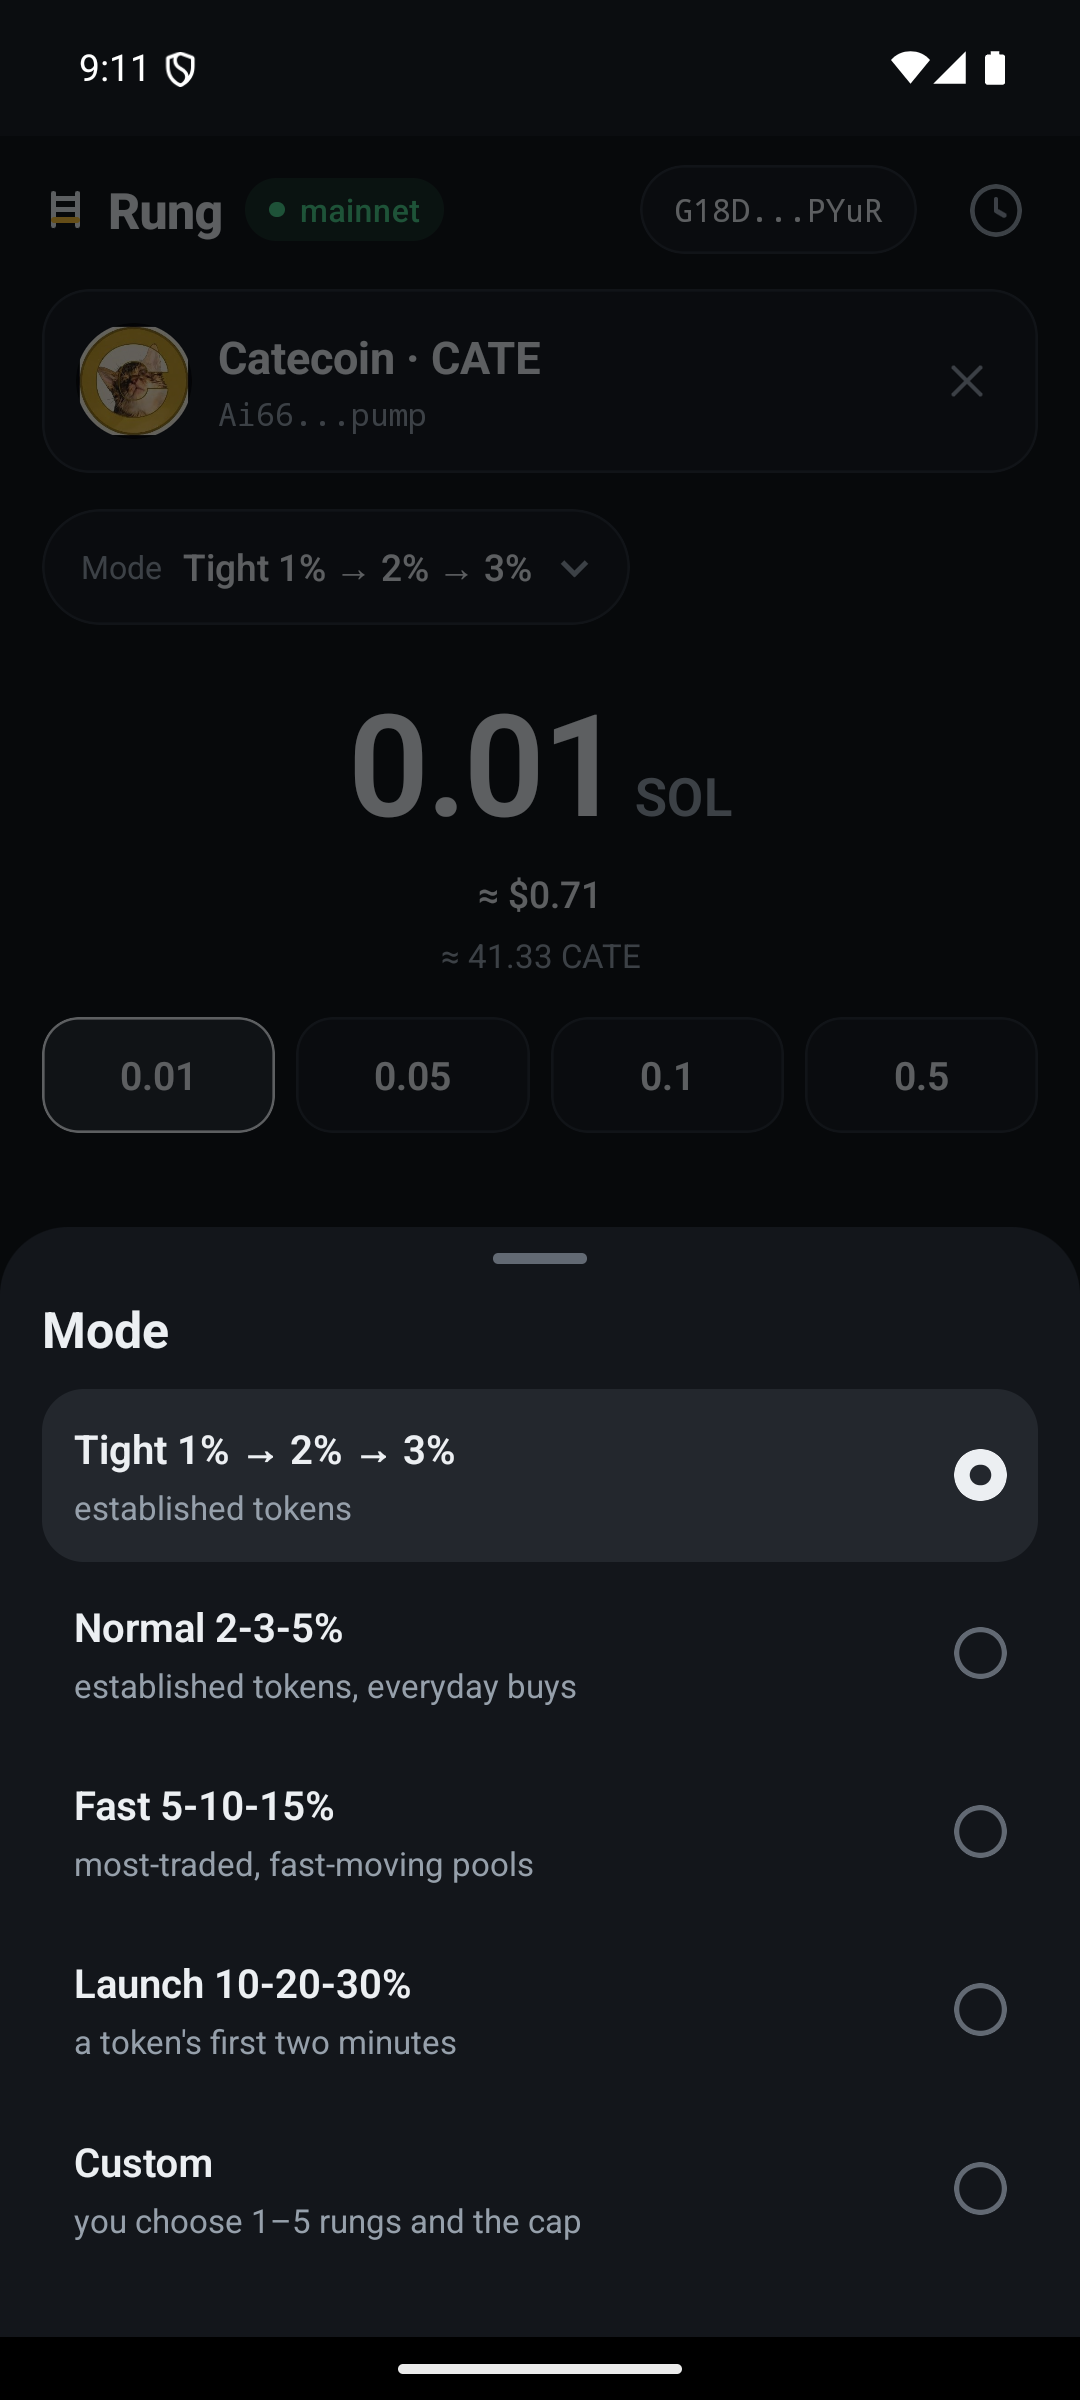 9:11
Rung
mainnet
G18D...PYuR
Catecoin · CATE
Ai66...pump
Mode Tight 1% → 2% → 3%
0.01 SOL
≈ $0.71
≈ 41.33 CATE
0.01 0.05 0.1 0.5
Mode
Tight 1% → 2% → 3%
established tokens
Normal 2-3-5%
established tokens, everyday buys
Fast 5-10-15%
most-traded, fast-moving pools
Launch 10-20-30%
a token's first two minutes
Custom
you choose 1–5 rungs and the cap